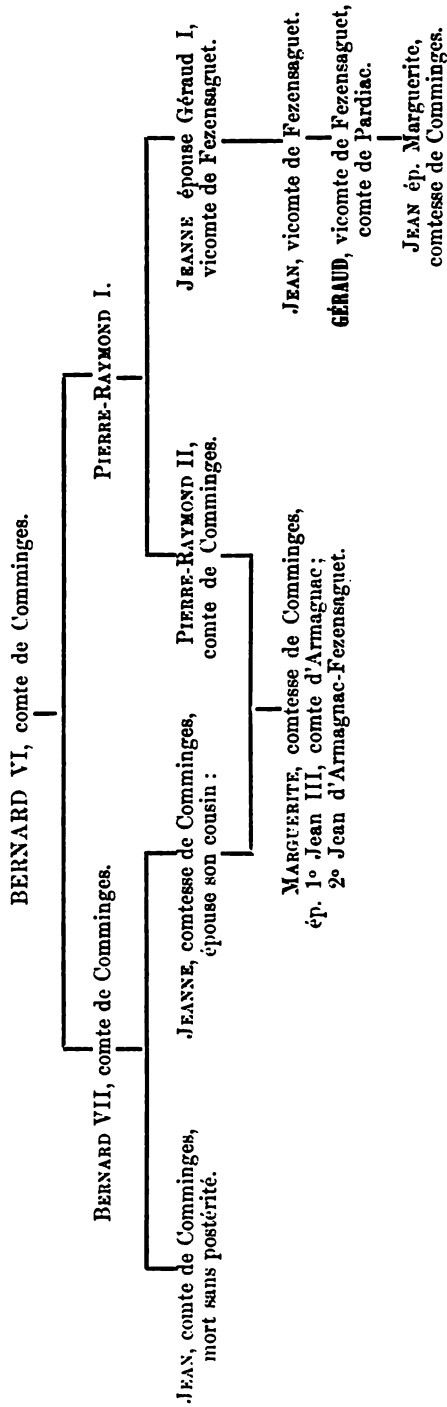 BERNARD VI, comte de Comminges.
BERNARD VII, comte de Comminges.
PIERRE-RAYMOND I.
JEAN, comte de Comminges,
mort sans postérité.
JEANNE, comtesse de Comminges,
épouse son cousin :
PIERRE-RAYMOND II,
comte de Comminges.
JEANNE épouse Géraud I,
vicomte de Fezensaguet.
MARGUERITE, comtesse de Comminges,
ép. 1º Jean III, comte d'Armagnac ;
2º Jean d'Armagnac-Fezensaguet.
JEAN, vicomte de Fezensaguet.
GÉRAUD, vicomte de Fezensaguet,
comte de Pardiac.
JEAN ép. Marguerite,
comtesse de Comminges.